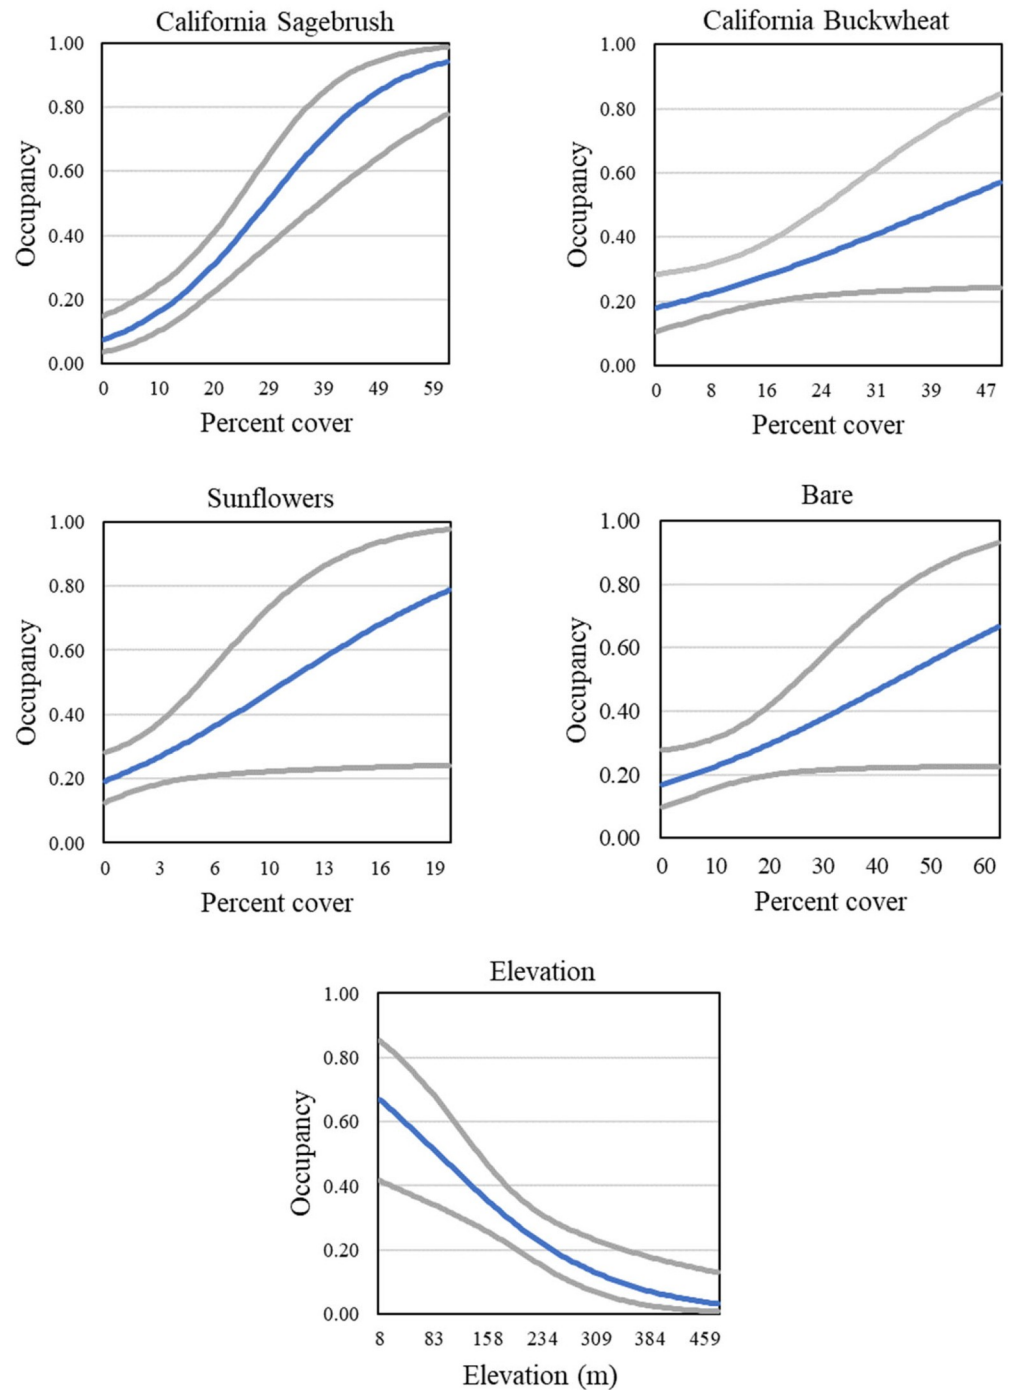 California Sagebrush
1.00
0.80
0.60
0.40
0.20
0.00
Occupancy
0 10 20 29 39 49 59
Percent cover
California Buckwheat
1.00
0.80
0.60
0.40
0.20
0.00
Occupancy
0 8 16 24 31 39 47
Percent cover
Sunflowers
1.00
0.80
0.60
0.40
0.20
0.00
Occupancy
0 3 6 10 13 16 19
Percent cover
Bare
1.00
0.80
0.60
0.40
0.20
0.00
Occupancy
0 10 20 30 40 50 60
Percent cover
Elevation
1.00
0.80
0.60
0.40
0.20
0.00
Occupancy
8 83 158 234 309 384 459
Elevation (m)